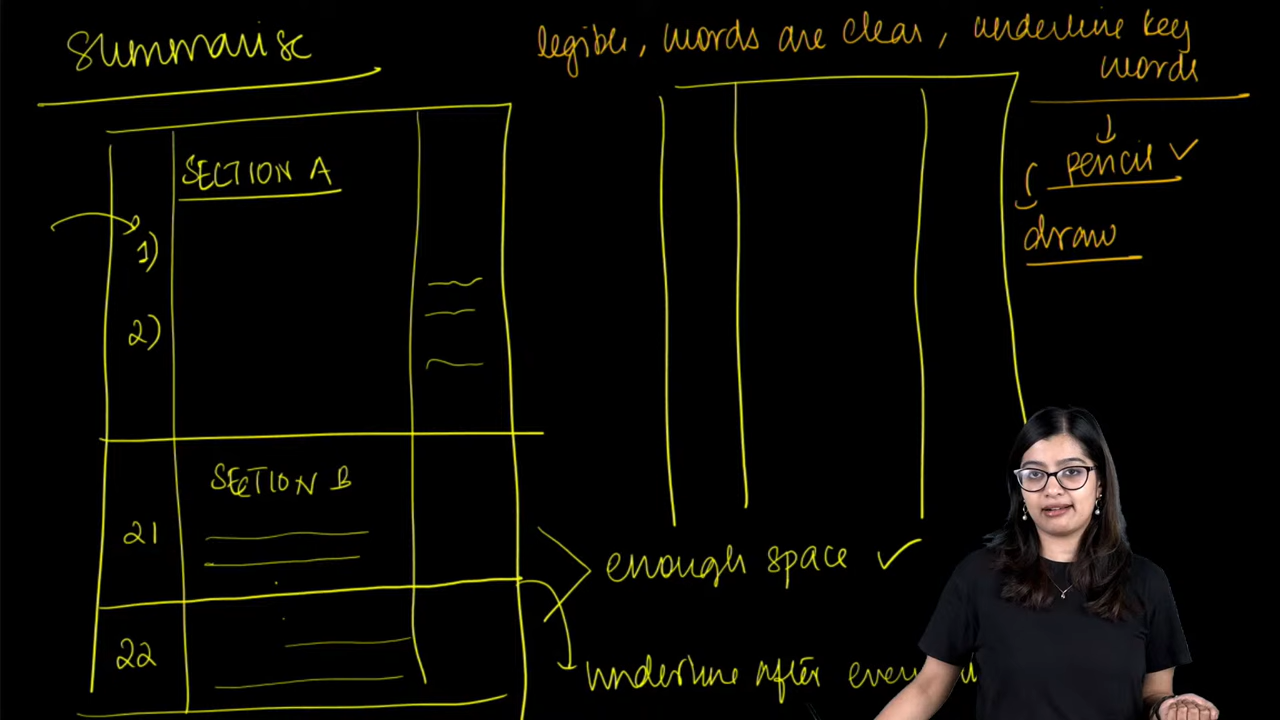 summarise
legible, words are clear, underline key
words
pencil ✓
draw
SECTION A
1)
2)
SECTION B
21
22
enough space ✓
underline after